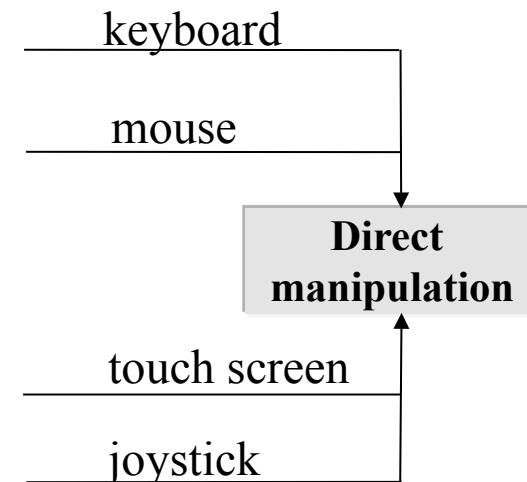 keyboard
mouse
Direct
manipulation
touch screen
joystick